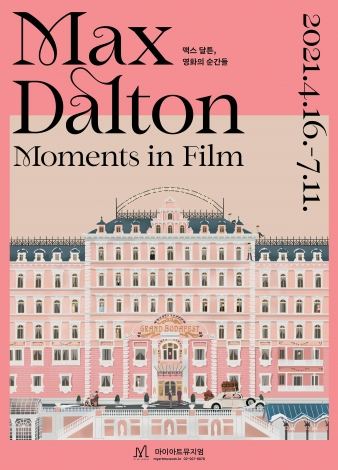 Max
Dalton
Moments in Film
맥스 달튼,
영화의 순간들
2021.4.16.-7.11.
GRAND BUDAPEST
M
마이아트뮤지엄